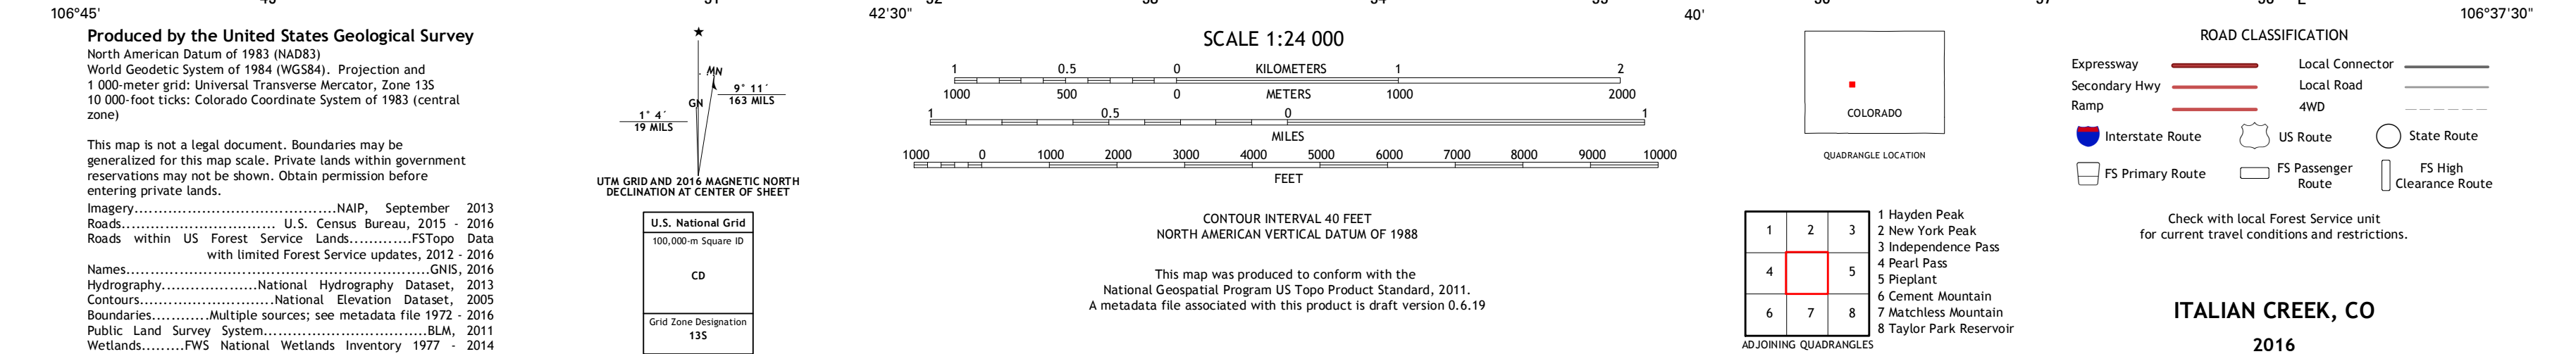 106°45' 42'30" 40' 106°37'30"
Produced by the United States Geological Survey
North American Datum of 1983 (NAD83)
World Geodetic System of 1984 (WGS84). Projection and
1 000-meter grid: Universal Transverse Mercator, Zone 13S
10 000-foot ticks: Colorado Coordinate System of 1983 (central
zone)
This map is not a legal document. Boundaries may be
generalized for this map scale. Private lands within government
reservations may not be shown. Obtain permission before
entering private lands.
Imagery.........................................NAIP, September 2013
Roads.............................. U.S. Census Bureau, 2015 - 2016
Roads within US Forest Service Lands............FSTopo Data
with limited Forest Service updates, 2012 - 2016
Names............................................................GNIS, 2016
Hydrography...................National Hydrography Dataset, 2013
Contours...........................National Elevation Dataset, 2005
Boundaries...........Multiple sources; see metadata file 1972 - 2016
Public Land Survey System................................BLM, 2011
Wetlands.........FWS National Wetlands Inventory 1977 - 2014
★
MN
GN
9° 11´
163 MILS
1° 4´
19 MILS
UTM GRID AND 2016 MAGNETIC NORTH
DECLINATION AT CENTER OF SHEET
U.S. National Grid
100,000-m Square ID
CD
Grid Zone Designation
13S
SCALE 1:24 000
1 0.5 0 KILOMETERS 1 2
1000 500 0 METERS 1000 2000
1 0.5 0 1
MILES
1000 0 1000 2000 3000 4000 5000 6000 7000 8000 9000 10000
FEET
CONTOUR INTERVAL 40 FEET
NORTH AMERICAN VERTICAL DATUM OF 1988
This map was produced to conform with the
National Geospatial Program US Topo Product Standard, 2011.
A metadata file associated with this product is draft version 0.6.19
COLORADO
QUADRANGLE LOCATION
1 2 3
4 5
6 7 8
ADJOINING QUADRANGLES
1 Hayden Peak
2 New York Peak
3 Independence Pass
4 Pearl Pass
5 Pieplant
6 Cement Mountain
7 Matchless Mountain
8 Taylor Park Reservoir
ROAD CLASSIFICATION
Expressway Local Connector
Secondary Hwy Local Road
Ramp 4WD
Interstate Route US Route State Route
FS Primary Route FS Passenger
Route FS High
Clearance Route
Check with local Forest Service unit
for current travel conditions and restrictions.
ITALIAN CREEK, CO
2016